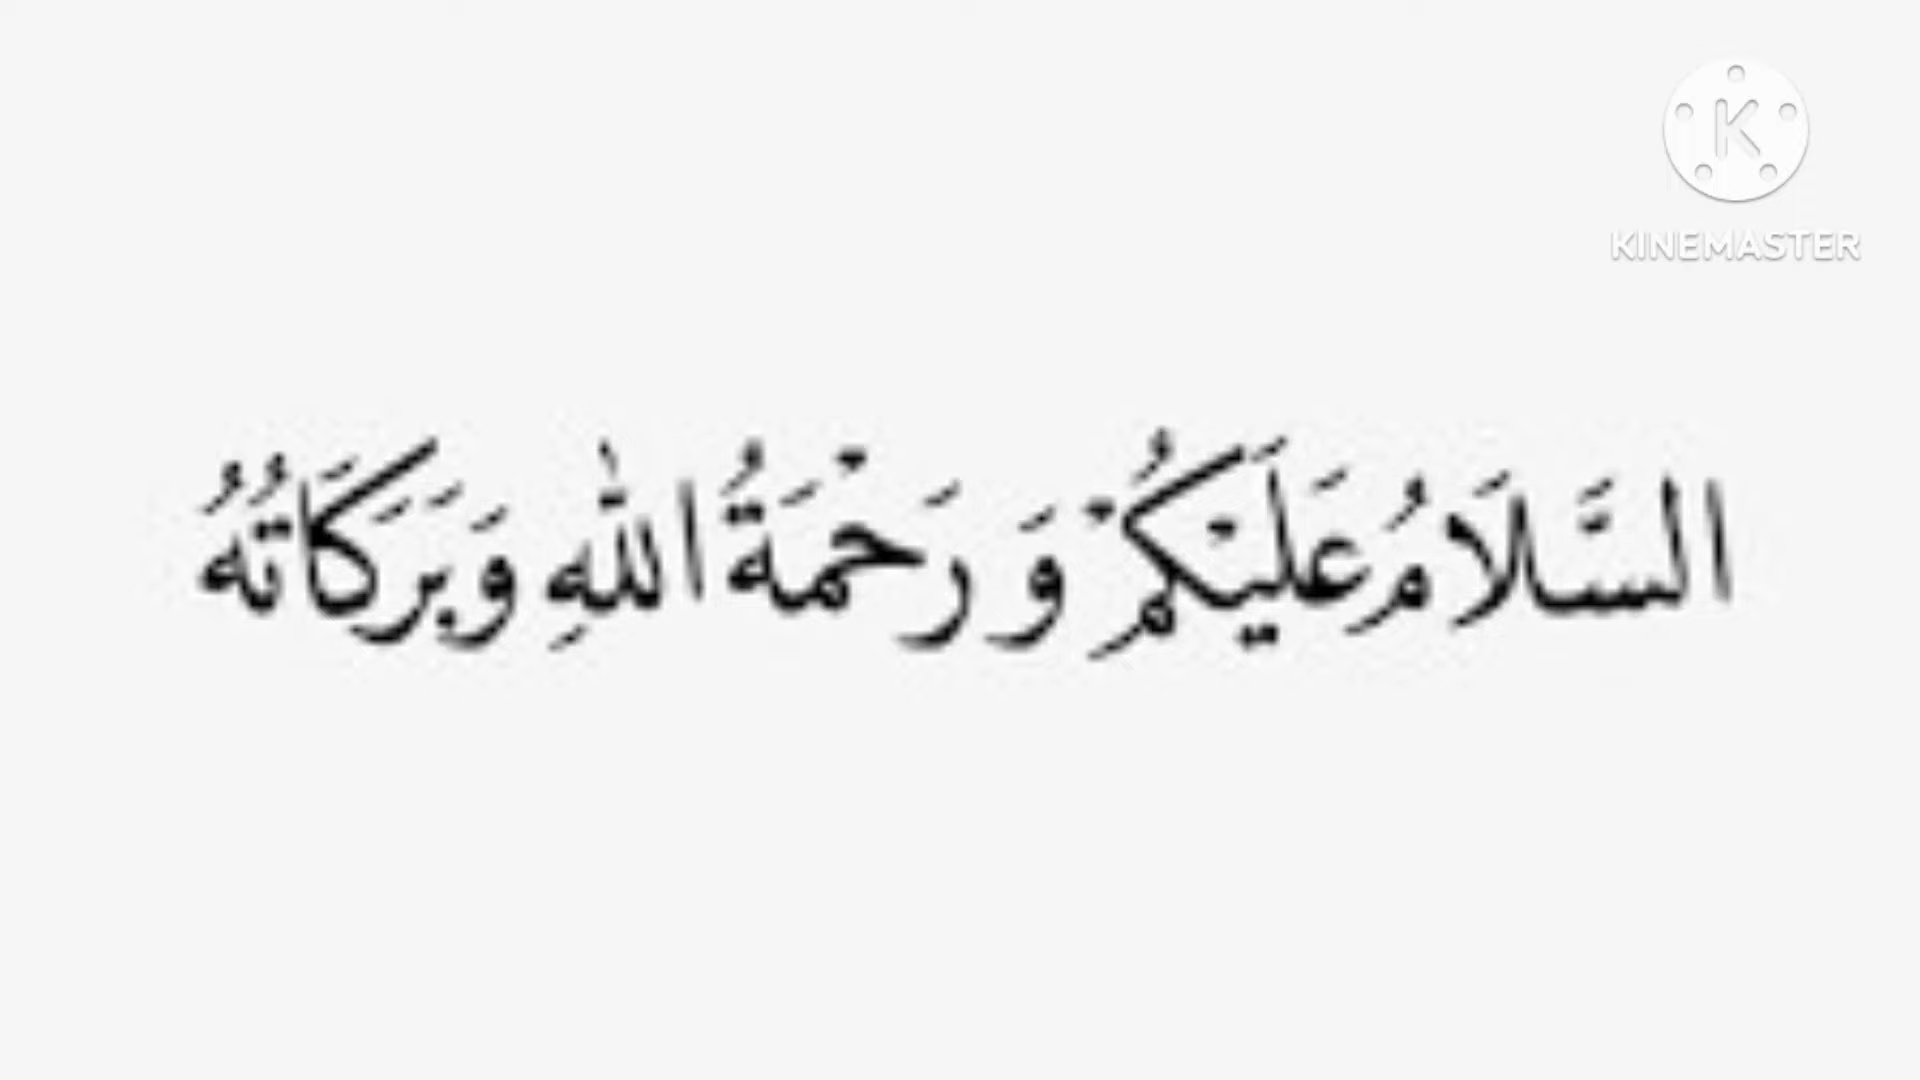 KINEMASTER
السَّلَامُ عَلَيْكُمْ وَ رَحْمَةُ اللهِ وَبَرَكَاتُهُ